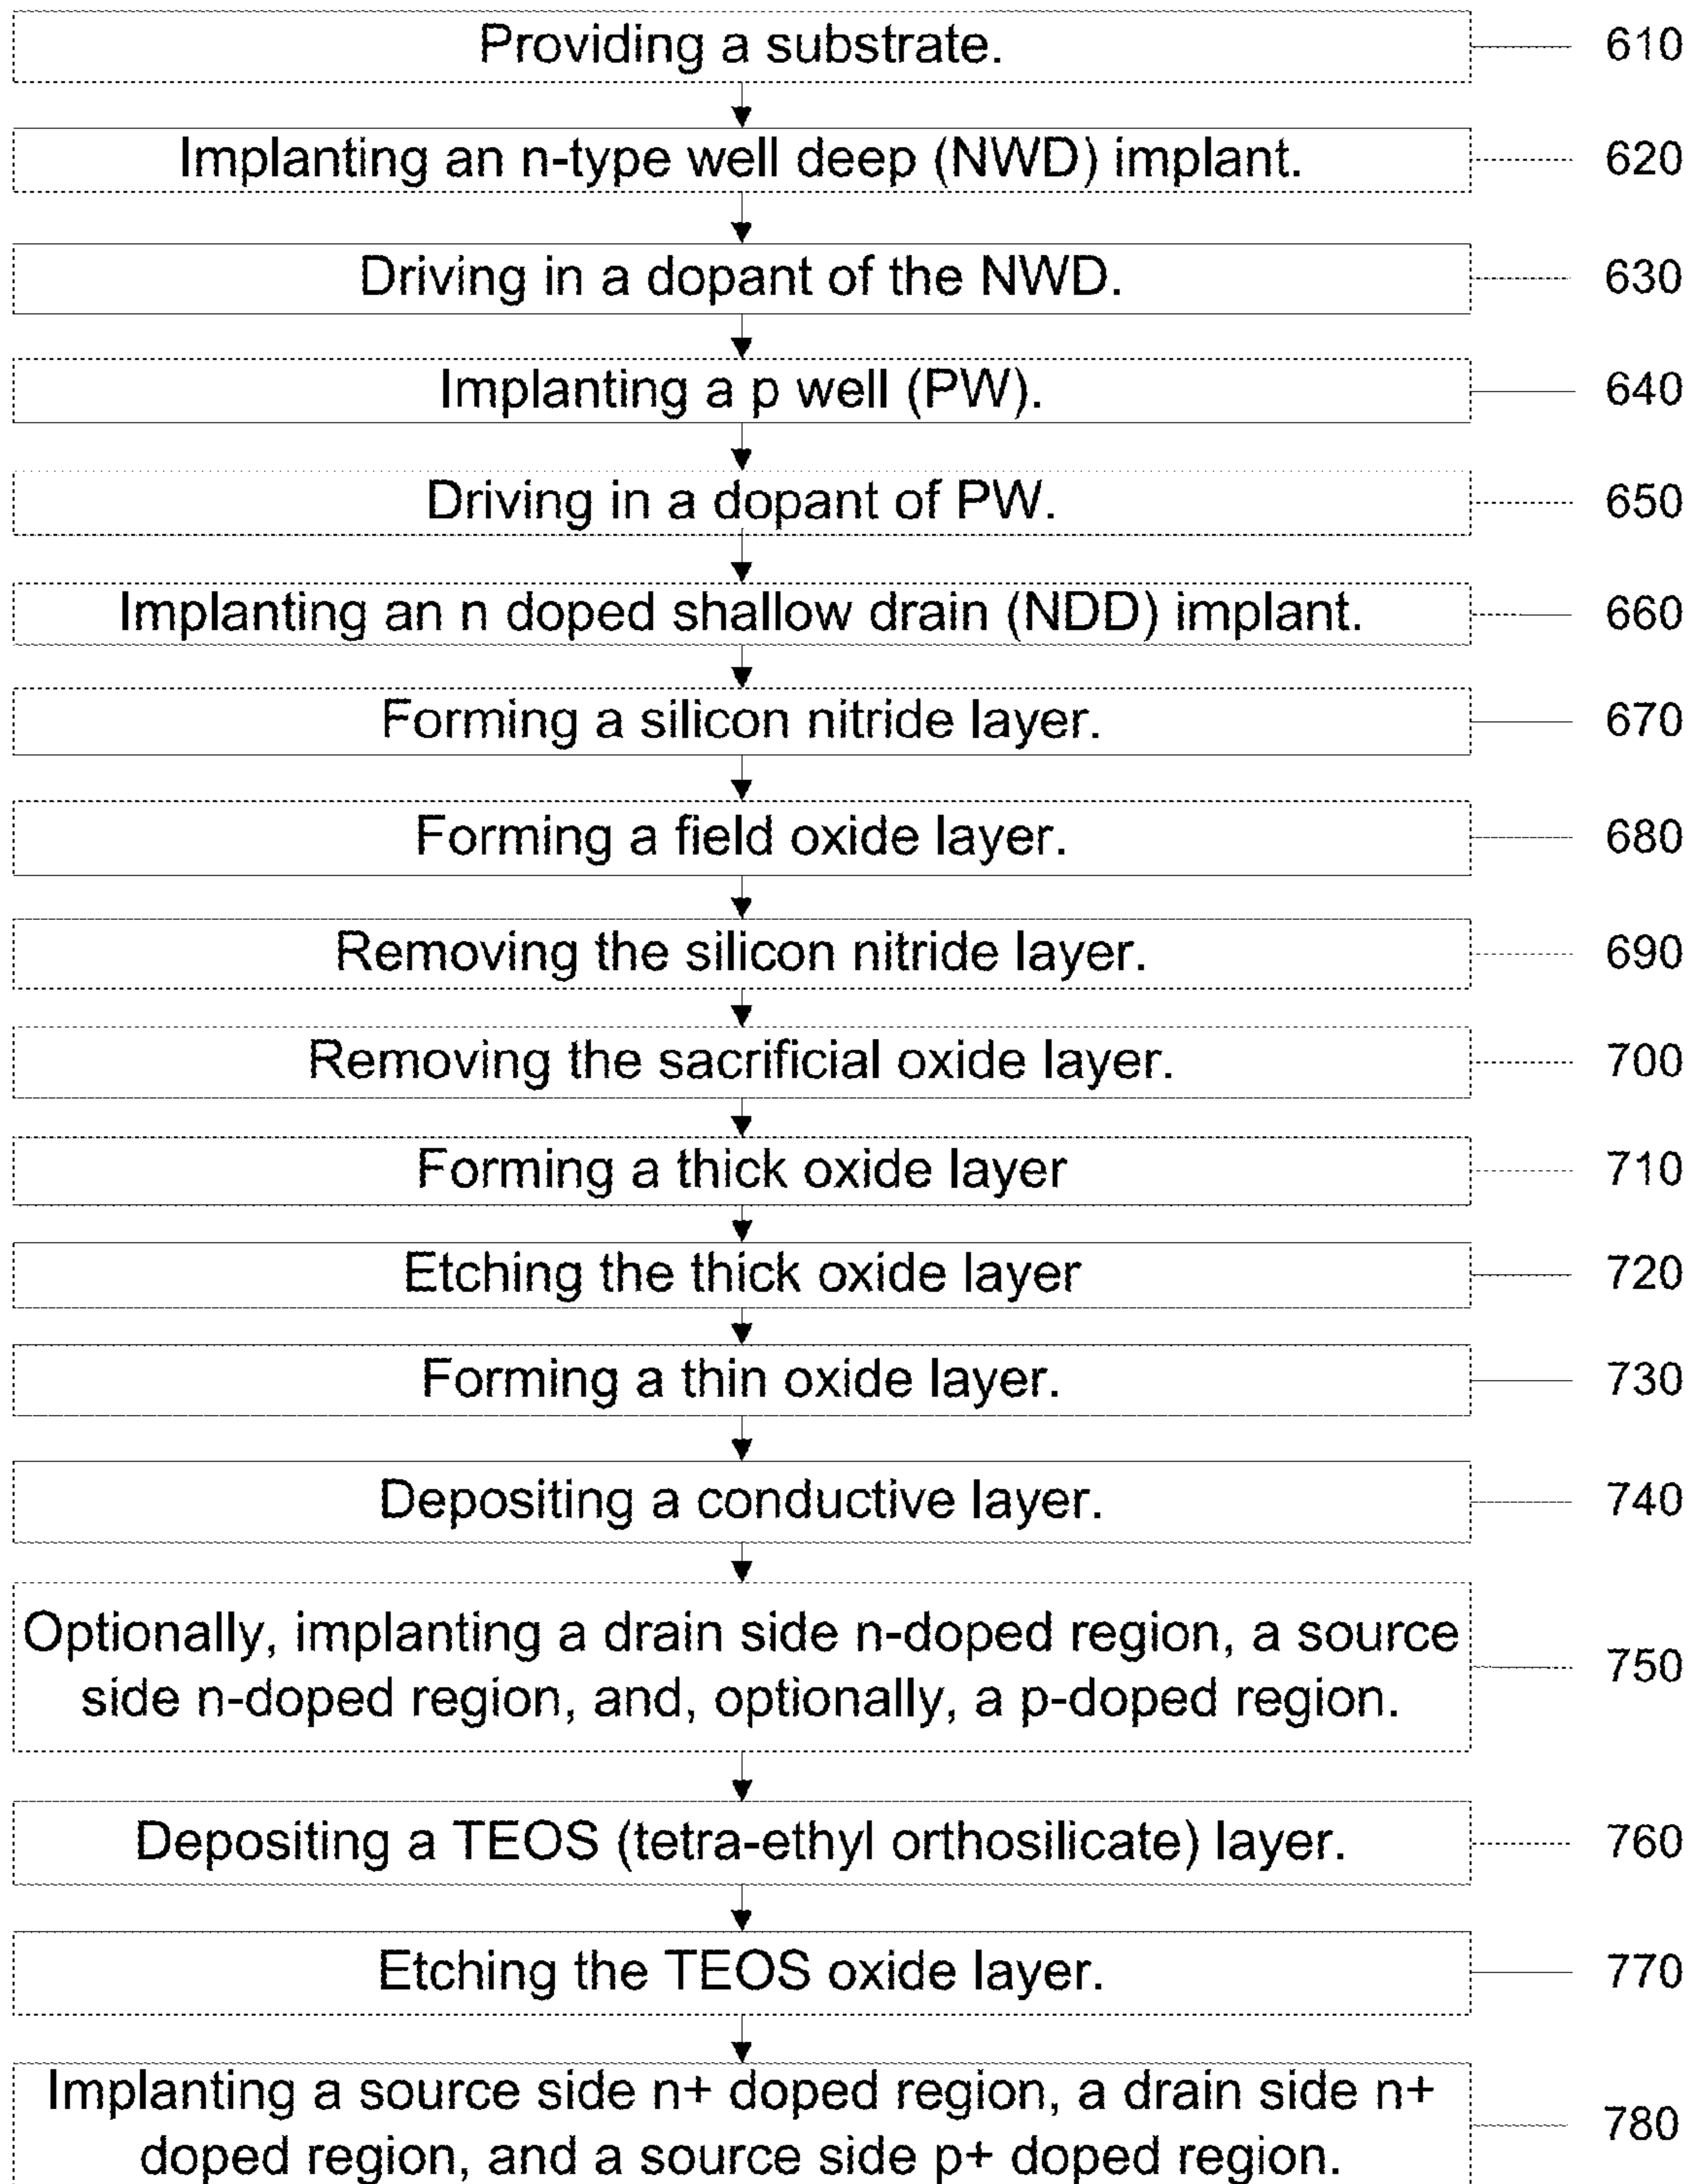 Providing a substrate. 610
Implanting an n-type well deep (NWD) implant. 620
Driving in a dopant of the NWD. 630
Implanting a p well (PW). 640
Driving in a dopant of PW. 650
Implanting an n doped shallow drain (NDD) implant. 660
Forming a silicon nitride layer. 670
Forming a field oxide layer. 680
Removing the silicon nitride layer. 690
Removing the sacrificial oxide layer. 700
Forming a thick oxide layer 710
Etching the thick oxide layer 720
Forming a thin oxide layer. 730
Depositing a conductive layer. 740
Optionally, implanting a drain side n-doped region, a source
side n-doped region, and, optionally, a p-doped region. 750
Depositing a TEOS (tetra-ethyl orthosilicate) layer. 760
Etching the TEOS oxide layer. 770
Implanting a source side n+ doped region, a drain side n+
doped region, and a source side p+ doped region. 780